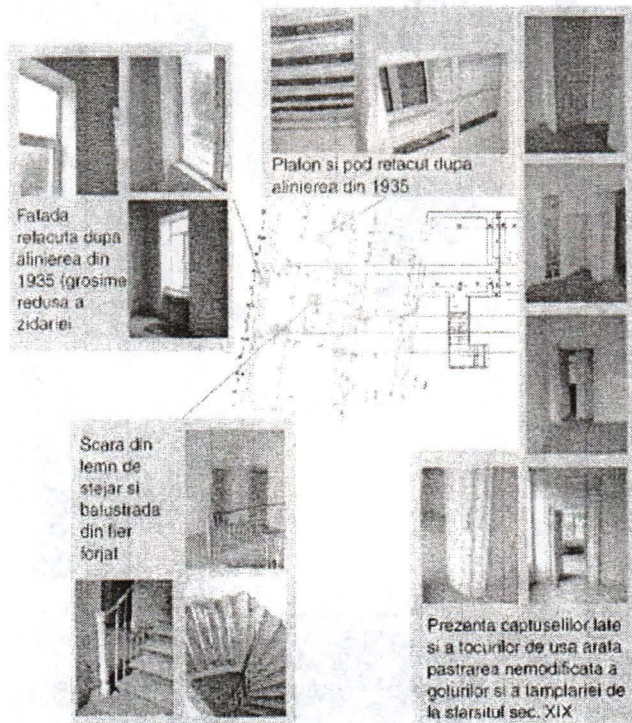 Plafon si pod refacut dupa
alinierea din 1935
Fatada
refacuta dupa
alinierea din
1935 (grosime
redusa a
zidariei
Scara din
lemn de
stejar si
balustrada
din fier
forjat
Prezenta captuselilor late
si a tocurilor de usa arata
pastrarea nemodificata a
golurilor si a tamplariei de
la sfarsitul sec. XIX